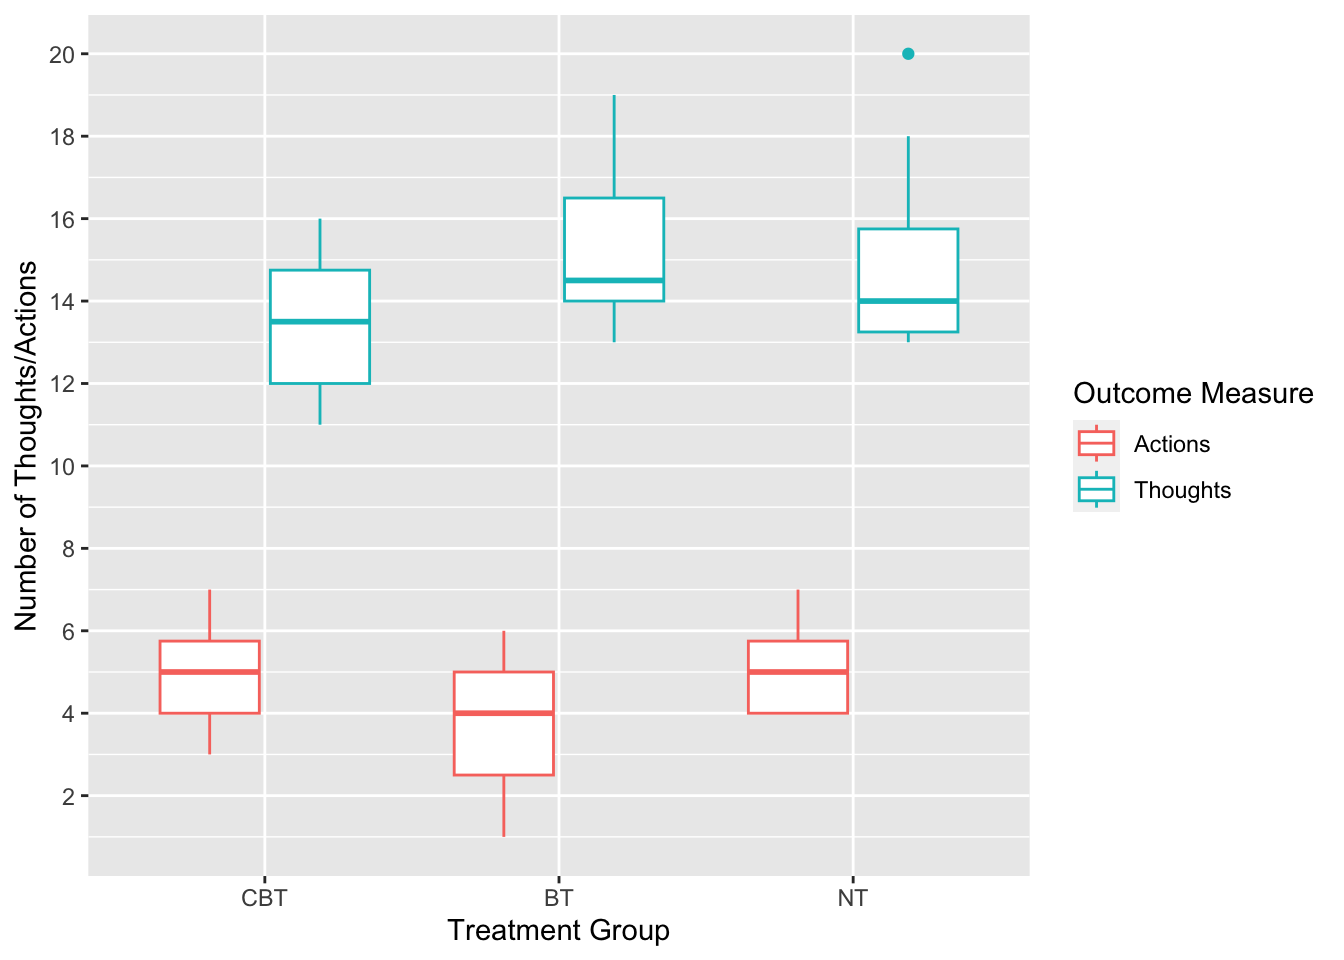 Number of Thoughts/Actions
20
18
16
14
12
10
8
6
4
2
CBT BT NT
Treatment Group
Outcome Measure
Actions
Thoughts